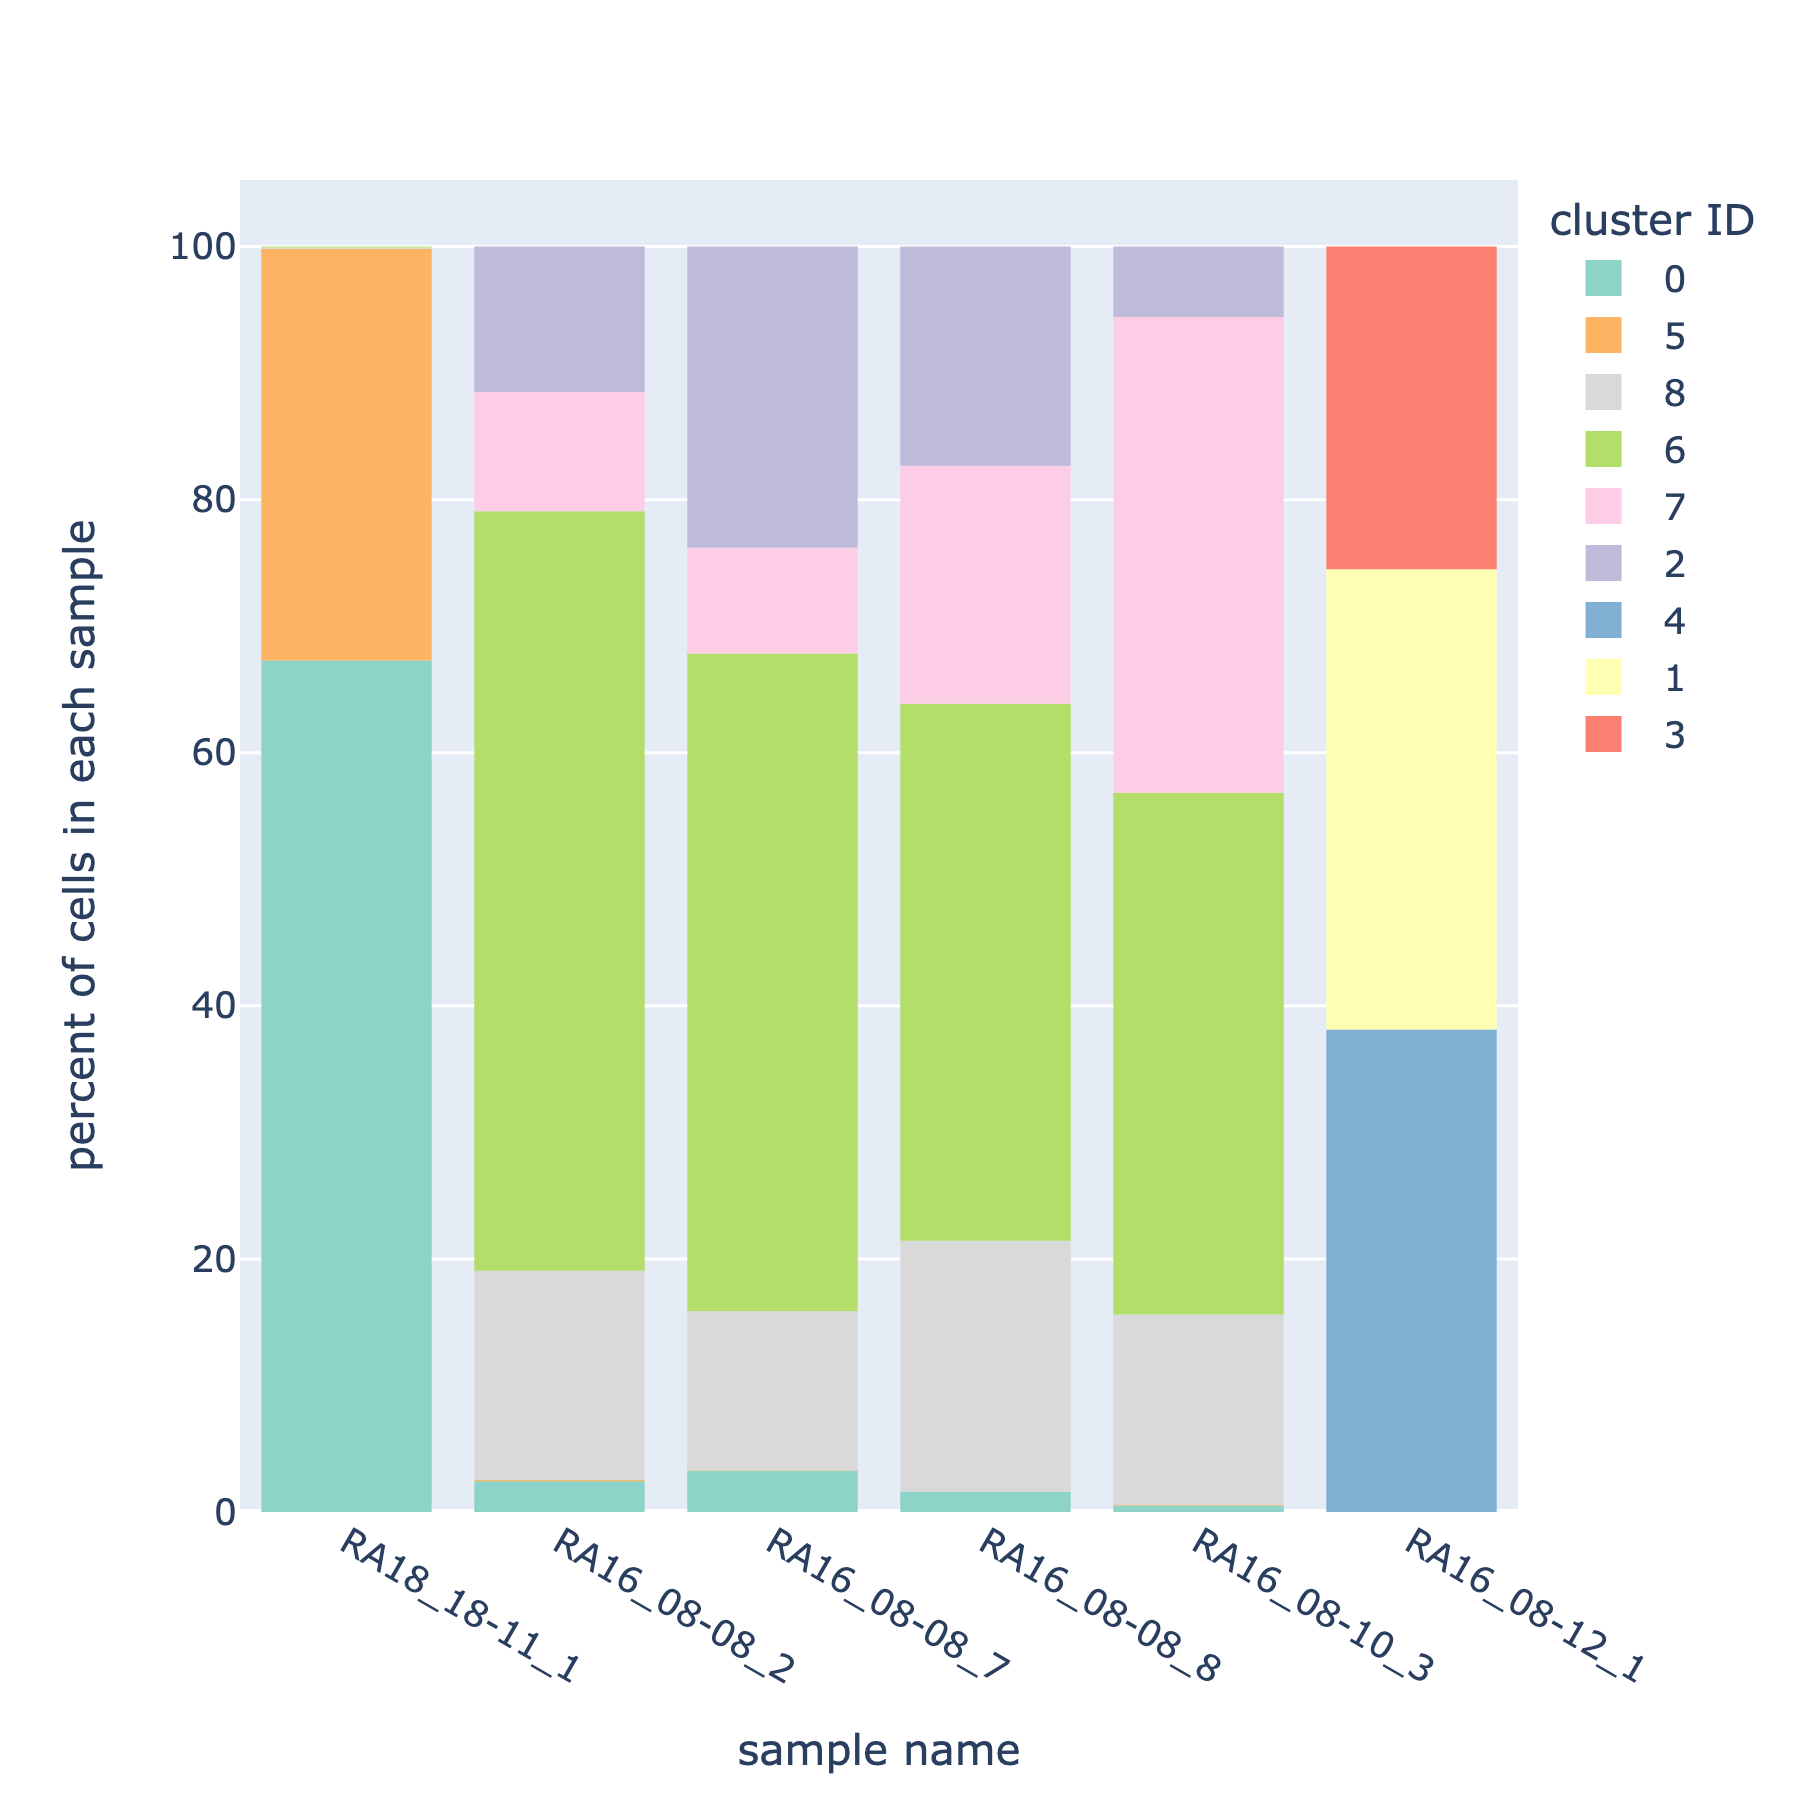 cluster ID
0
5
8
6
7
2
4
1
3
percent of cells in each sample
100
80
60
40
20
0
RA18_18-11_1
RA16_08-08_2
RA16_08-08_7
RA16_08-08_8
RA16_08-10_3
RA16_08-12_1
sample name